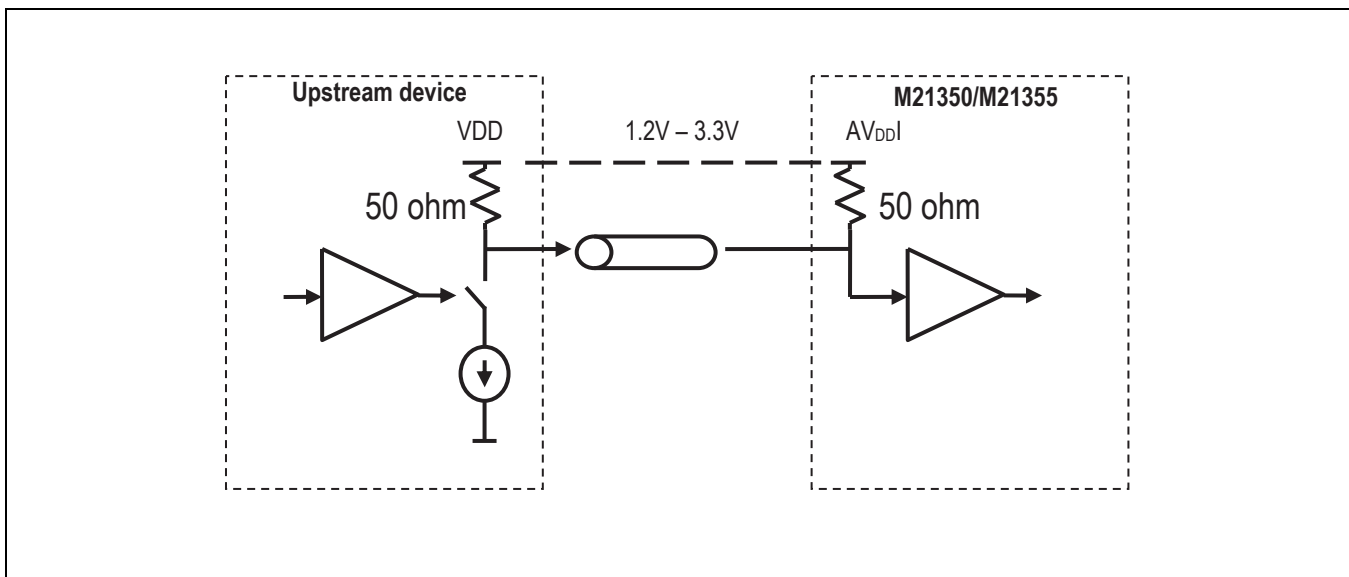 Upstream device
M21350/M21355
VDD
1.2V – 3.3V
AVDDI
50 ohm
50 ohm